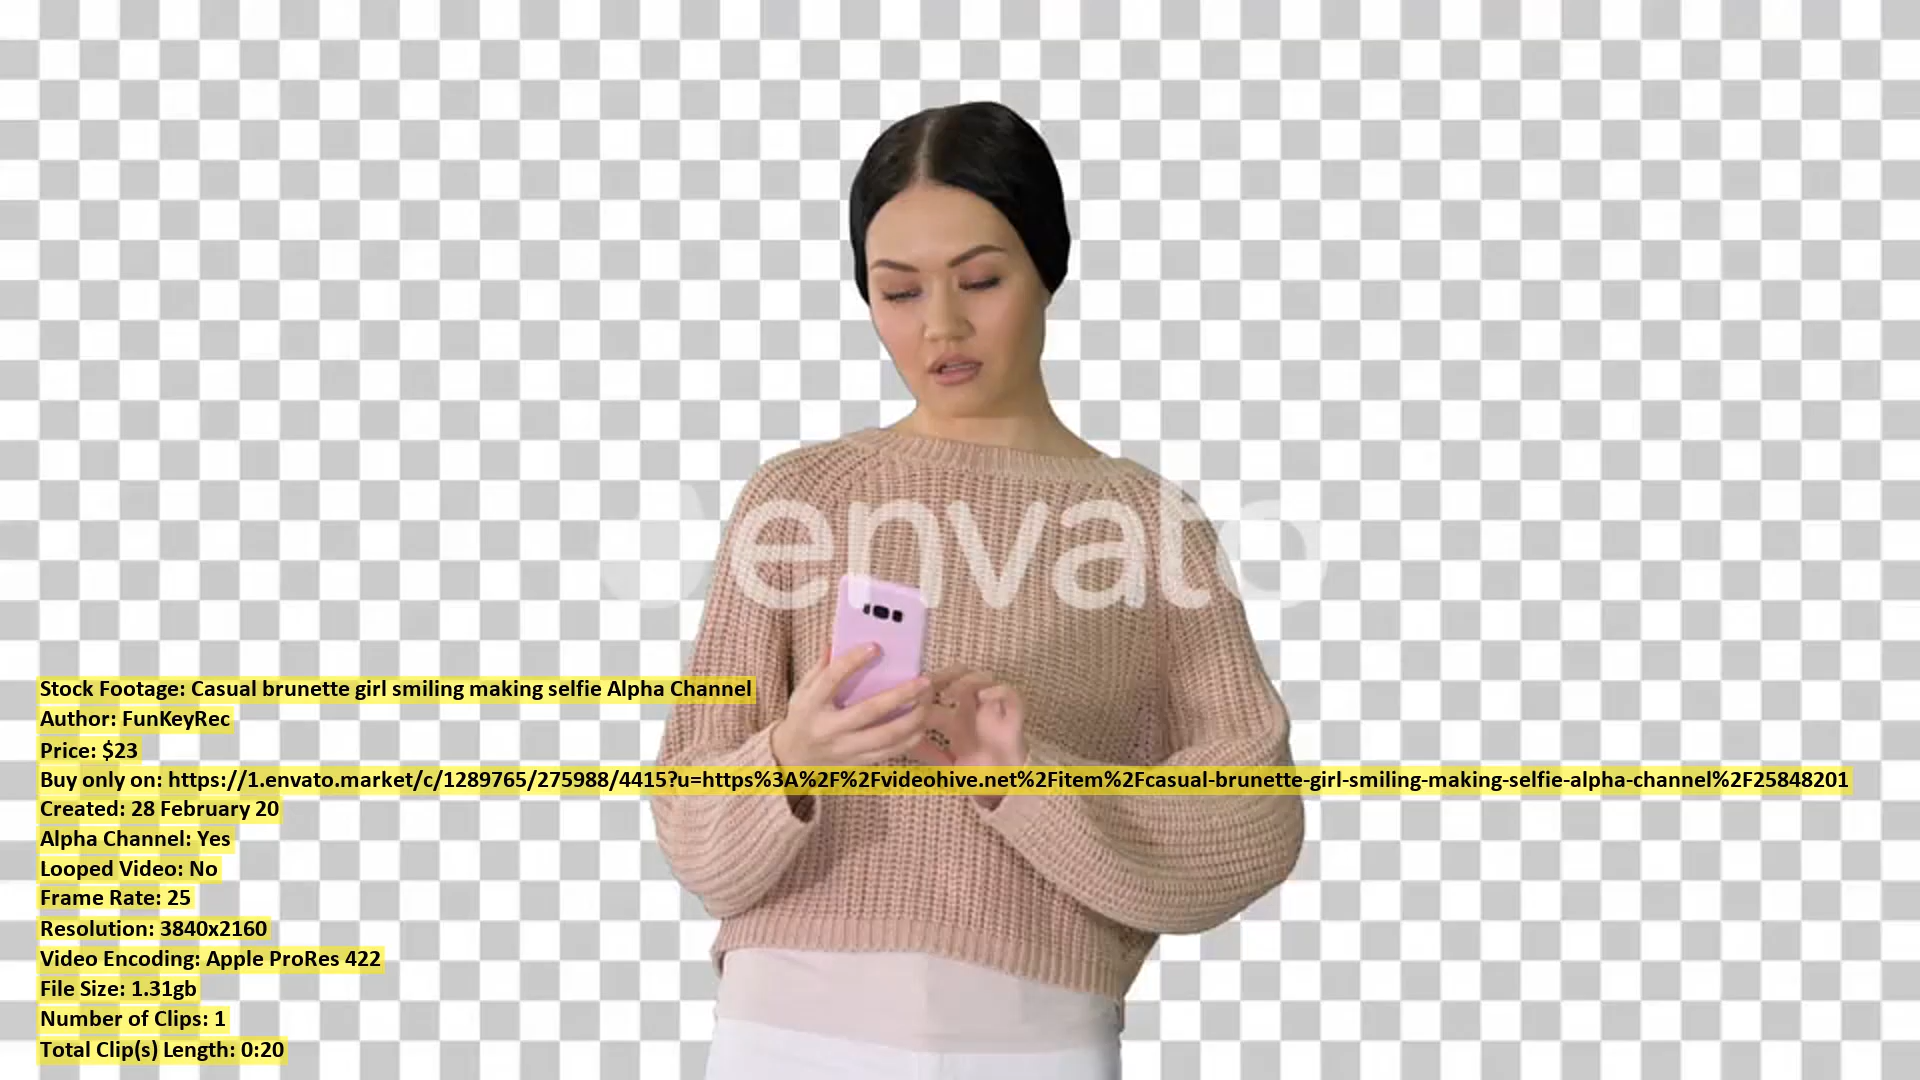 envato
Stock Footage: Casual brunette girl smiling making selfie Alpha Channel
Author: FunKeyRec
Price: $23
Buy only on: https://1.envato.market/c/1289765/275988/4415?u=https%3A%2F%2Fvideohive.net%2Fitem%2Fcasual-brunette-girl-smiling-making-selfie-alpha-channel%2F25848201
Created: 28 February 20
Alpha Channel: Yes
Looped Video: No
Frame Rate: 25
Resolution: 3840x2160
Video Encoding: Apple ProRes 422
File Size: 1.31gb
Number of Clips: 1
Total Clip(s) Length: 0:20